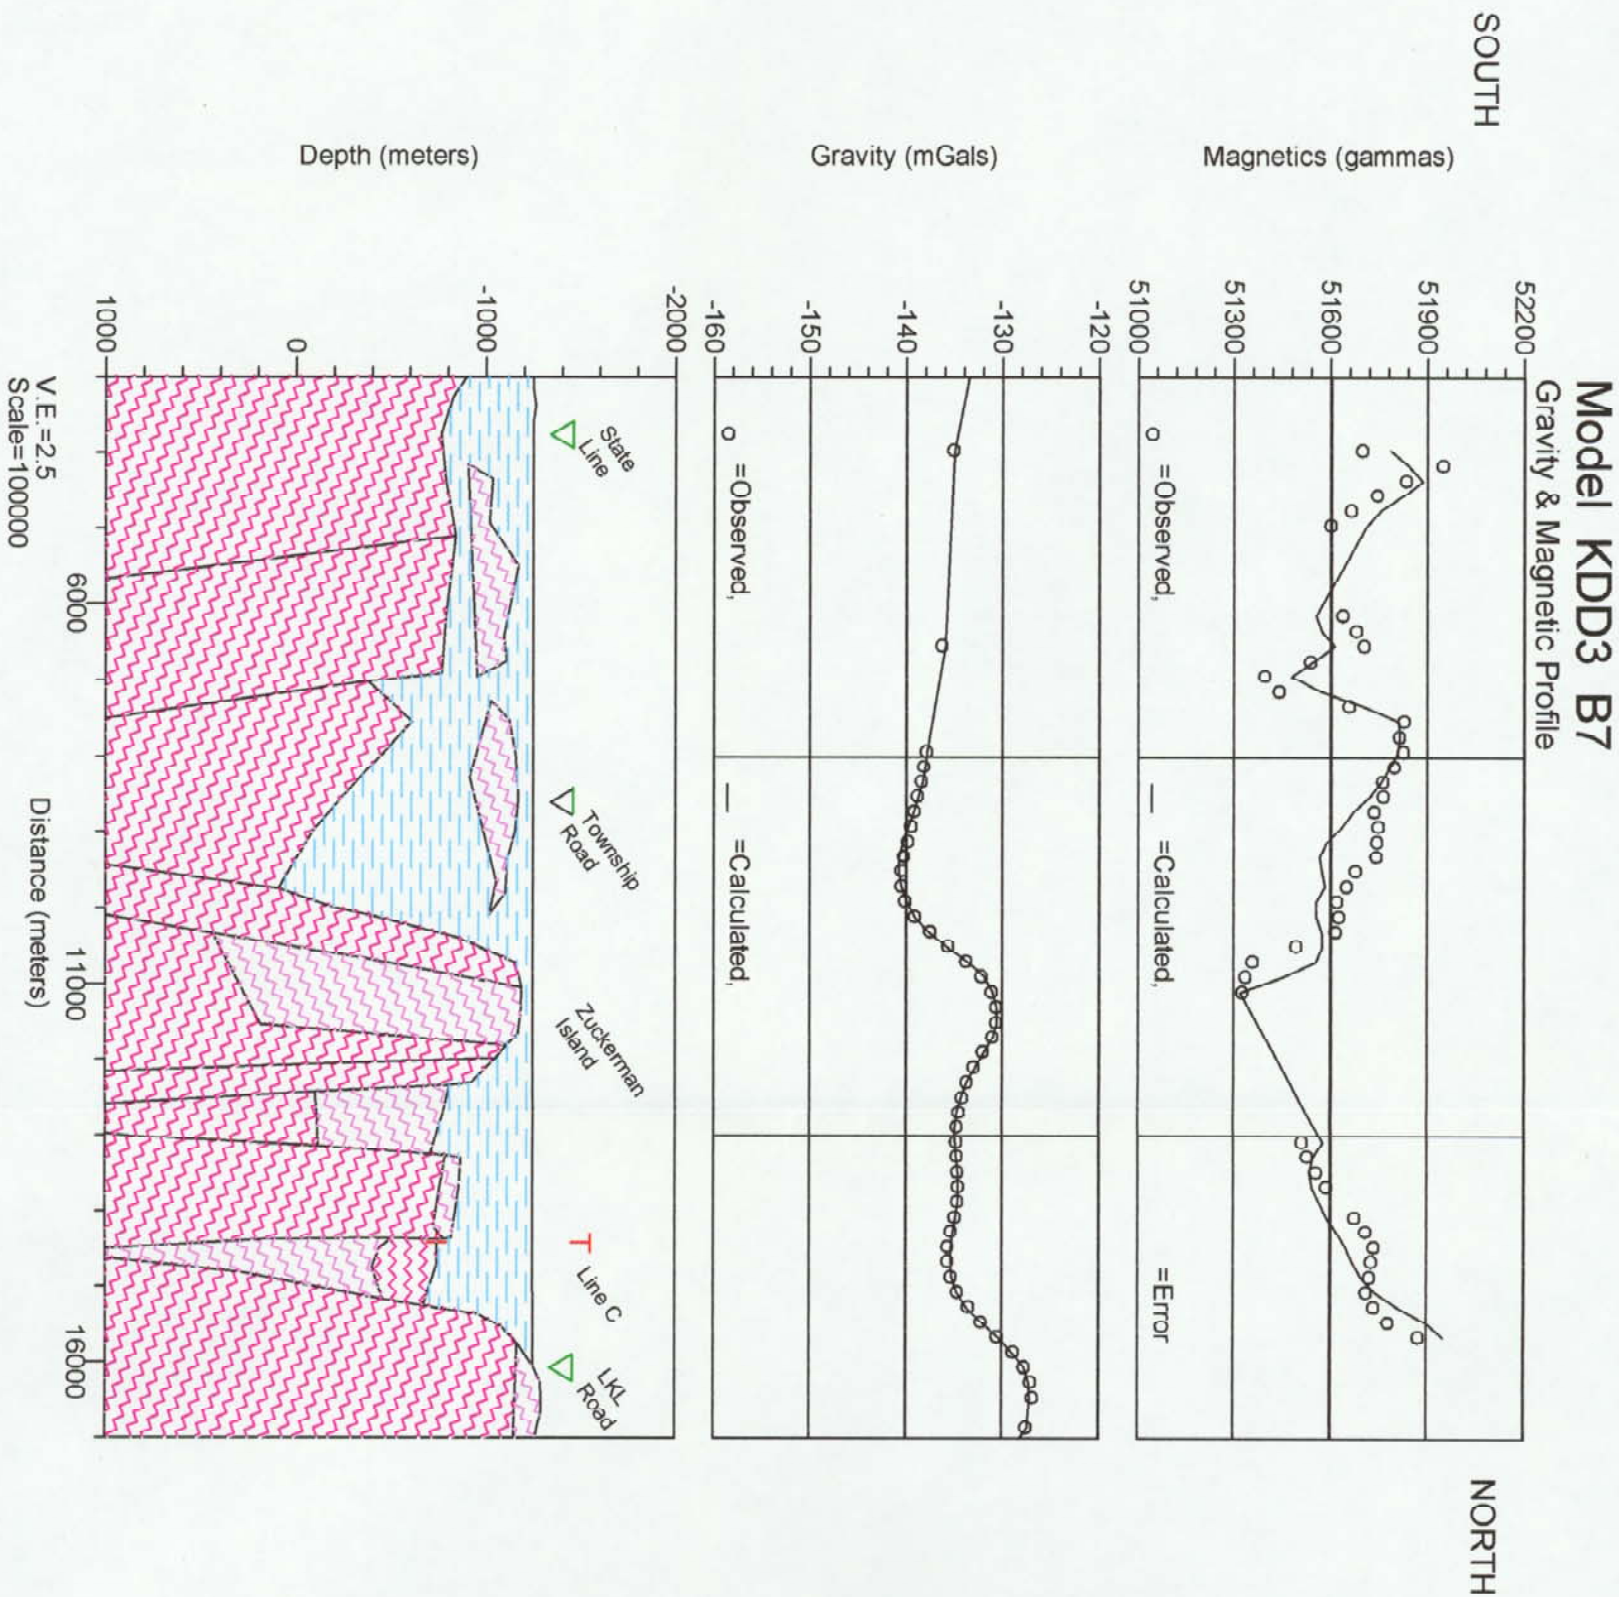 Model KDD3 B7
Gravity & Magnetic Profile
SOUTH
NORTH
Magnetics (gammas)
52200
51900
51600
51300
51000
=Observed,
=Calculated,
=Error
Gravity (mGals)
-120
-130
-140
-150
-160
=Observed,
=Calculated,
Depth (meters)
-2000
-1000
0
1000
State
Line
Township
Road
Zuckerman
Island
T
Line C
LKL
Road
6000
11000
16000
Distance (meters)
V.E.=2.5
Scale=100000